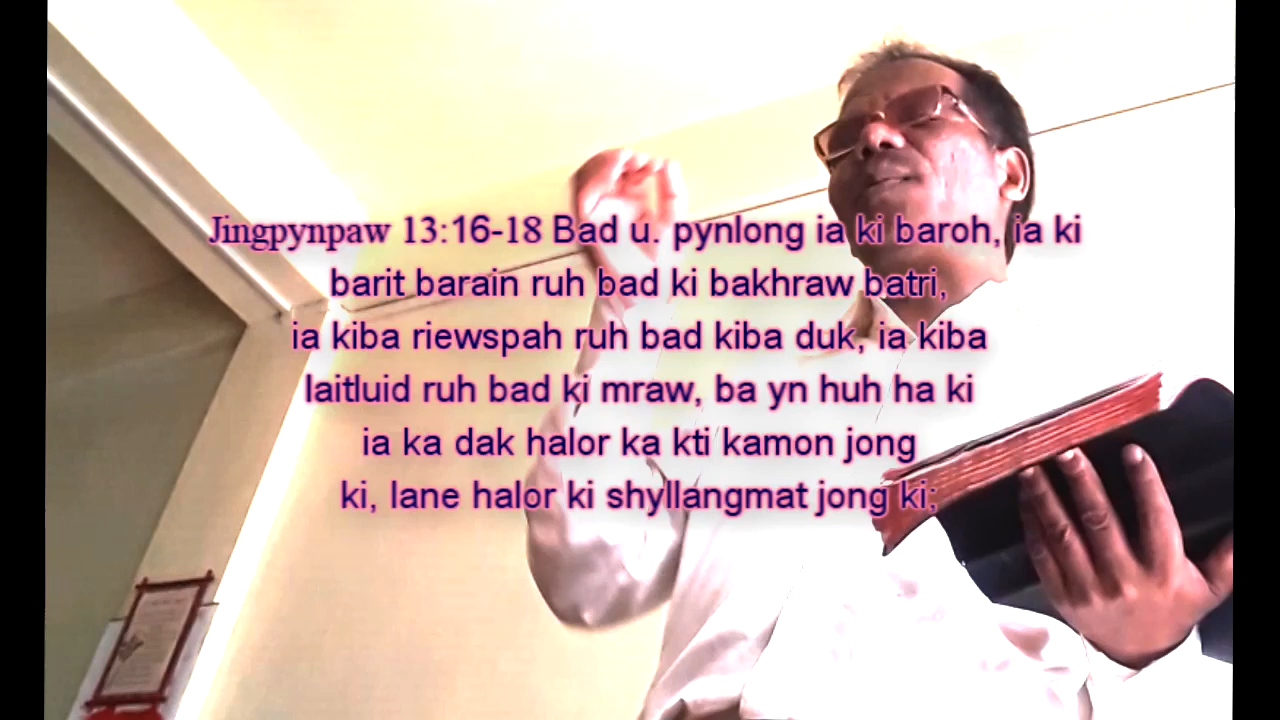 Jingpynpaw 13:16-18 Bad u. pynlong ia ki baroh, ia ki
barit barain ruh bad ki bakhraw batri,
ia kiba riewspah ruh bad kiba duk, ia kiba
laitluid ruh bad ki mraw, ba yn huh ha ki
ia ka dak halor ka kti kamon jong
ki, lane halor ki shyllangmat jong ki;